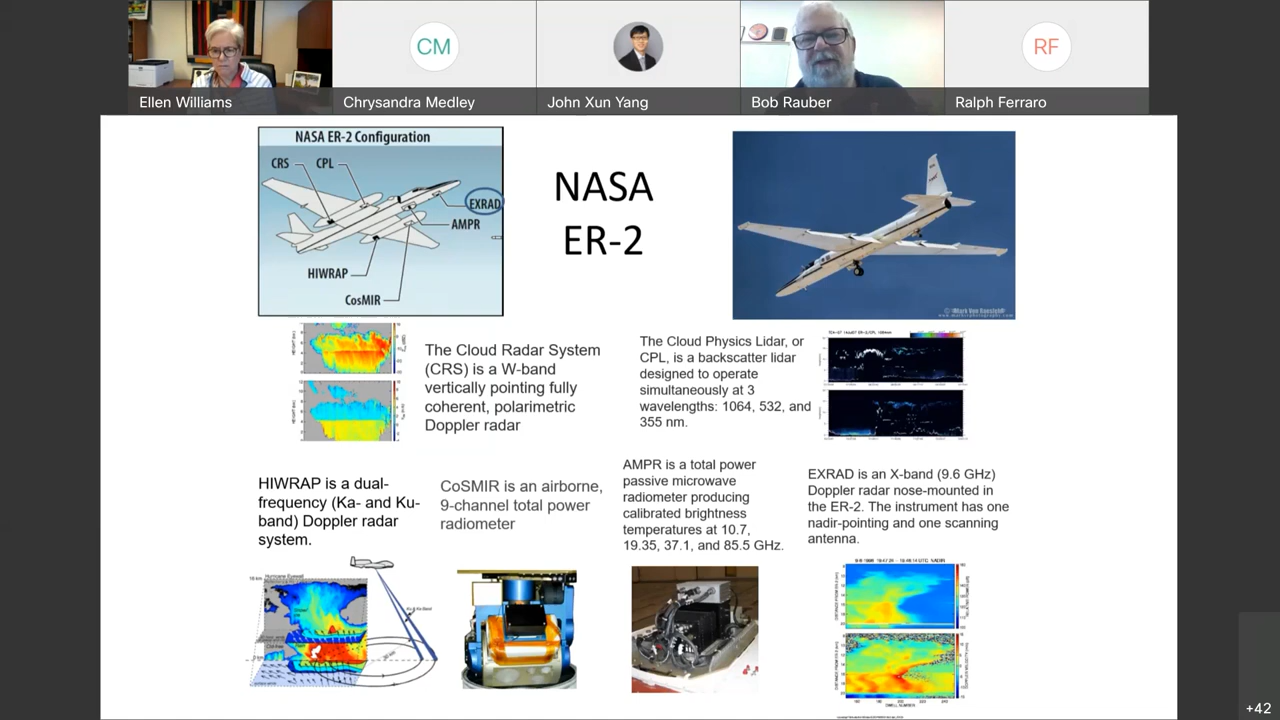 CM
RF
Ellen Williams
Chrysandra Medley
John Xun Yang
Bob Rauber
Ralph Ferraro
NASA ER-2 Configuration
CRS
CPL
EXRAD
AMPR
HIWRAP
CosMIR
NASA
ER-2
The Cloud Radar System
(CRS) is a W-band
vertically pointing fully
coherent, polarimetric
Doppler radar
The Cloud Physics Lidar, or
CPL, is a backscatter lidar
designed to operate
simultaneously at 3
wavelengths: 1064, 532, and
355 nm.
HIWRAP is a dual-
frequency (Ka- and Ku-
band) Doppler radar
system.
CoSMIR is an airborne,
9-channel total power
radiometer
AMPR is a total power
passive microwave
radiometer producing
calibrated brightness
temperatures at 10.7,
19.35, 37.1, and 85.5 GHz.
EXRAD is an X-band (9.6 GHz)
Doppler radar nose-mounted in
the ER-2. The instrument has one
nadir-pointing and one scanning
antenna.
Hurricane Eyewall
+42